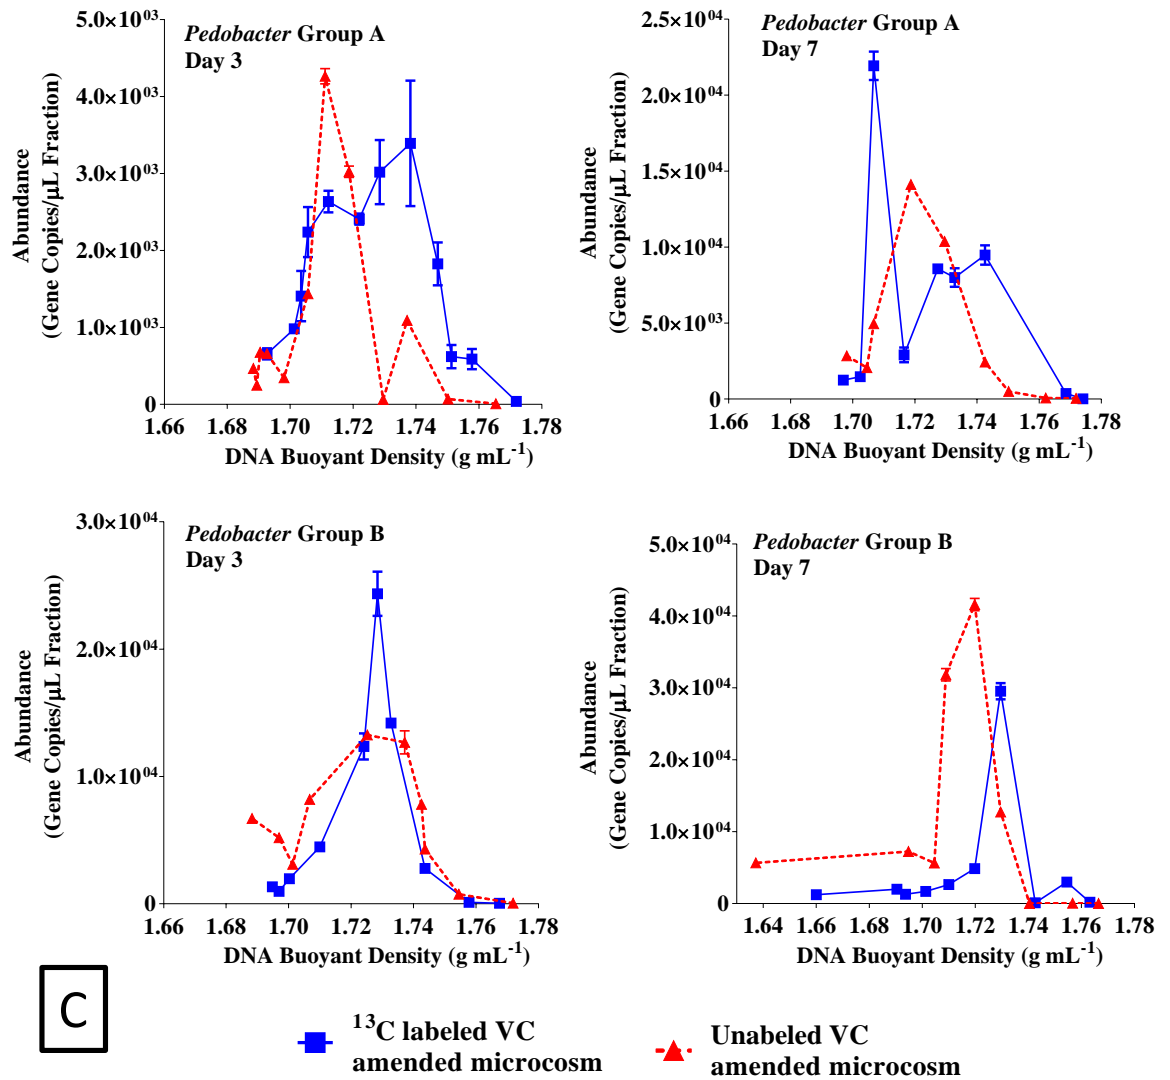 Pedobacter Group A
Day 3
Abundance
(Gene Copies/μL Fraction)
5.0×10⁰³
4.0×10⁰³
3.0×10⁰³
2.0×10⁰³
1.0×10⁰³
0
1.66 1.68 1.70 1.72 1.74 1.76 1.78
DNA Buoyant Density (g mL⁻¹)
Pedobacter Group A
Day 7
Abundance
(Gene Copies/μL Fraction)
2.5×10⁰⁴
2.0×10⁰⁴
1.5×10⁰⁴
1.0×10⁰⁴
5.0×10⁰³
0
1.66 1.68 1.70 1.72 1.74 1.76 1.78
DNA Buoyant Density (g mL⁻¹)
Pedobacter Group B
Day 3
Abundance
(Gene Copies/μL Fraction)
3.0×10⁰⁴
2.0×10⁰⁴
1.0×10⁰⁴
0
1.66 1.68 1.70 1.72 1.74 1.76 1.78
DNA Buoyant Density (g mL⁻¹)
Pedobacter Group B
Day 7
Abundance
(Gene Copies/μL Fraction)
5.0×10⁰⁴
4.0×10⁰⁴
3.0×10⁰⁴
2.0×10⁰⁴
1.0×10⁰⁴
0
1.64 1.66 1.68 1.70 1.72 1.74 1.76 1.78
DNA Buoyant Density (g mL⁻¹)
C
¹³C labeled VC
amended microcosm
Unabeled VC
amended microcosm